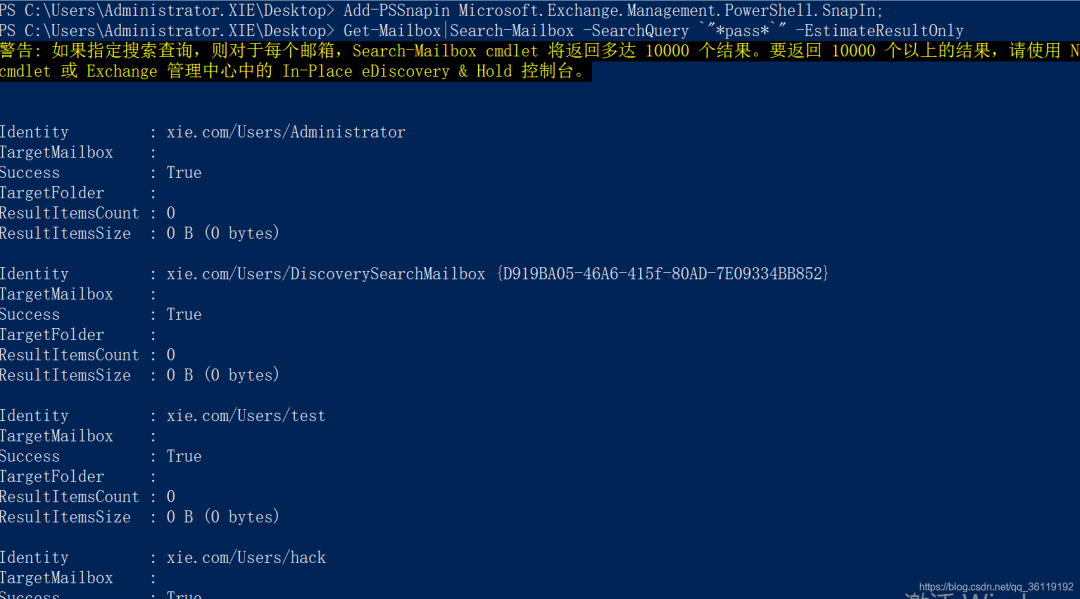 PS C:\Users\Administrator.XIE\Desktop> Add-PSSnapin Microsoft.Exchange.Management.PowerShell.SnapIn;
PS C:\Users\Administrator.XIE\Desktop> Get-Mailbox|Search-Mailbox -SearchQuery `"*pass*`" -EstimateResultOnly
警告: 如果指定搜索查询，则对于每个邮箱，Search-Mailbox cmdlet 将返回多达 10000 个结果。要返回 10000 个以上的结果，请使用 N
cmdlet 或 Exchange 管理中心中的 In-Place eDiscovery & Hold 控制台。
Identity : xie.com/Users/Administrator
TargetMailbox :
Success : True
TargetFolder :
ResultItemsCount : 0
ResultItemsSize : 0 B (0 bytes)
Identity : xie.com/Users/DiscoverySearchMailbox {D919BA05-46A6-415f-80AD-7E09334BB852}
TargetMailbox :
Success : True
TargetFolder :
ResultItemsCount : 0
ResultItemsSize : 0 B (0 bytes)
Identity : xie.com/Users/test
TargetMailbox :
Success : True
TargetFolder :
ResultItemsCount : 0
ResultItemsSize : 0 B (0 bytes)
Identity : xie.com/Users/hack
TargetMailbox :
Success : True
https://blog.csdn.net/qq_36119192